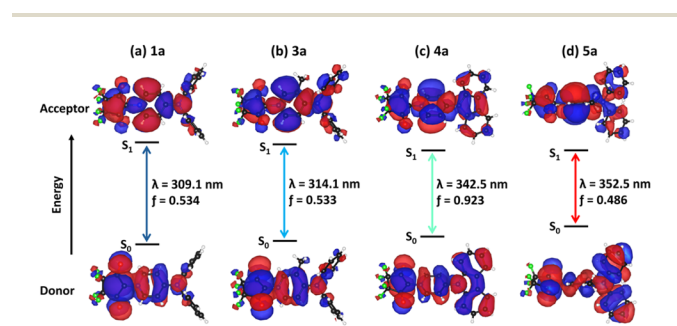 (a) 1a (b) 3a (c) 4a (d) 5a
Acceptor
S1 S1 S1 S1
Energy
λ = 309.1 nm λ = 314.1 nm λ = 342.5 nm λ = 352.5 nm
ƒ = 0.534 ƒ = 0.533 ƒ = 0.923 ƒ = 0.486
S0 S0 S0 S0
Donor